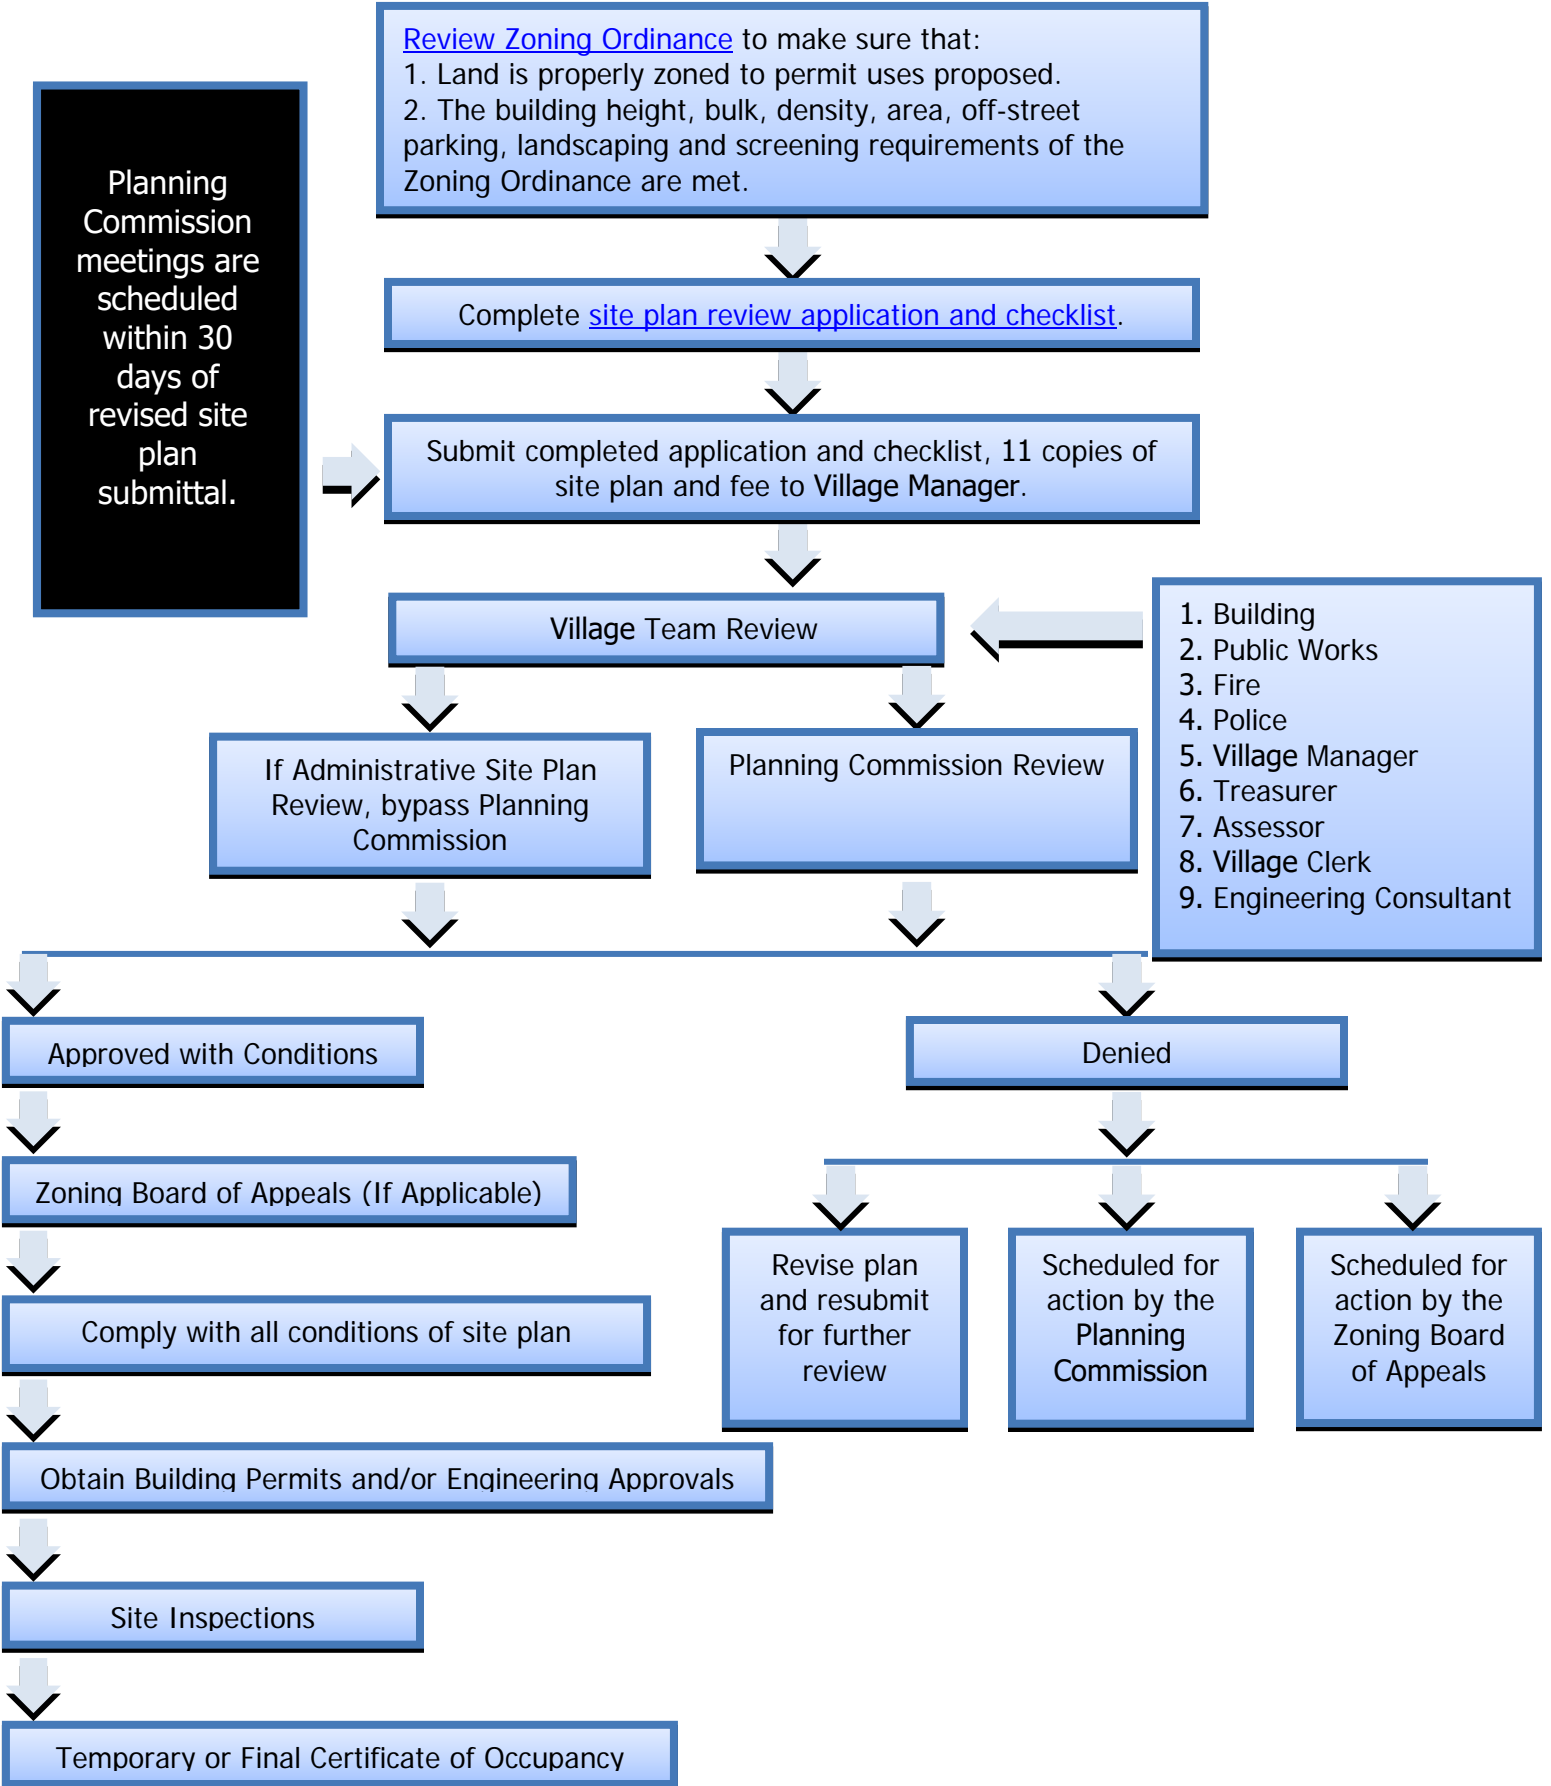 Review Zoning Ordinance to make sure that:
1. Land is properly zoned to permit uses proposed.
2. The building height, bulk, density, area, off-street
parking, landscaping and screening requirements of the
Zoning Ordinance are met.
Planning
Commission
meetings are
scheduled
within 30
days of
revised site
plan
submittal.
Complete site plan review application and checklist.
Submit completed application and checklist, 11 copies of
site plan and fee to Village Manager.
Village Team Review
1. Building
2. Public Works
3. Fire
4. Police
5. Village Manager
6. Treasurer
7. Assessor
8. Village Clerk
9. Engineering Consultant
If Administrative Site Plan
Review, bypass Planning
Commission
Planning Commission Review
Approved with Conditions
Denied
Zoning Board of Appeals (If Applicable)
Comply with all conditions of site plan
Obtain Building Permits and/or Engineering Approvals
Site Inspections
Temporary or Final Certificate of Occupancy
Revise plan
and resubmit
for further
review
Scheduled for
action by the
Planning
Commission
Scheduled for
action by the
Zoning Board
of Appeals